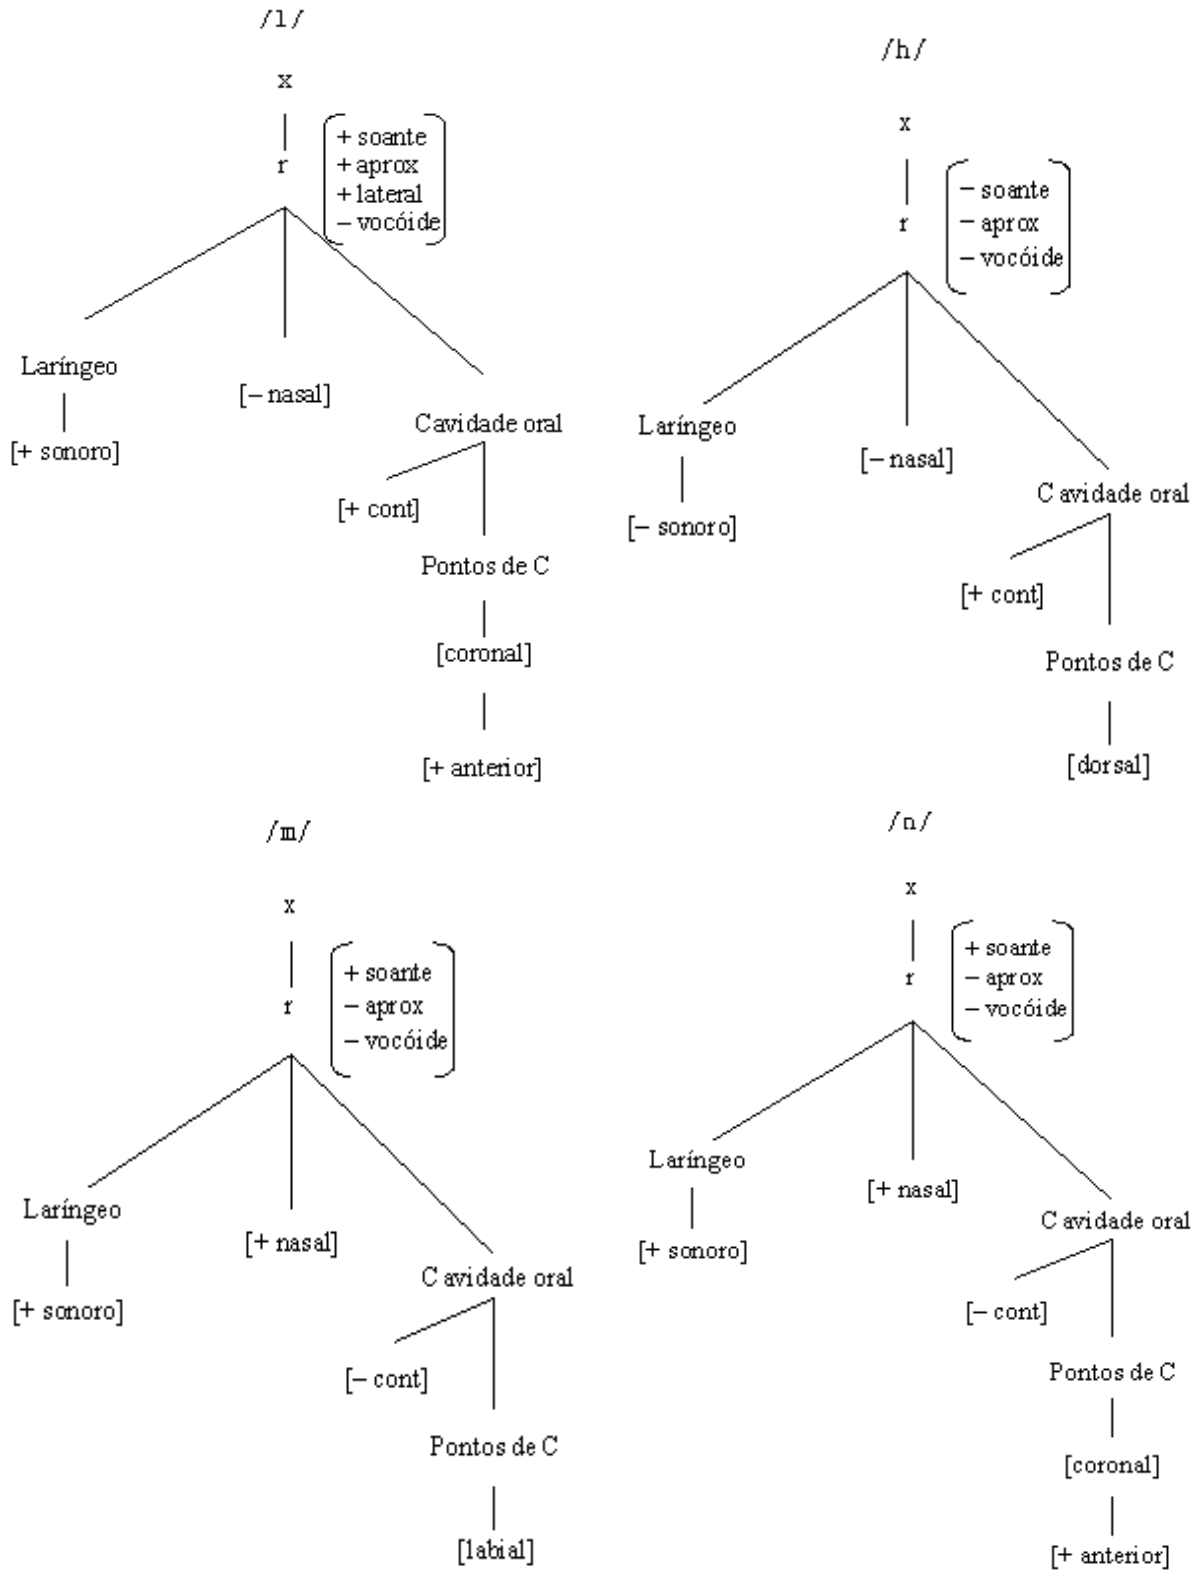 /l/
x
r
+ soante
+ aprox
+ lateral
– vocóide
Laríngeo
[+ sonoro]
[– nasal]
Cavidade oral
[+ cont]
Pontos de C
[coronal]
[+ anterior]
/h/
x
r
– soante
– aprox
– vocóide
Laríngeo
[– sonoro]
[– nasal]
Cavidade oral
[+ cont]
Pontos de C
[dorsal]
/m/
x
r
+ soante
– aprox
– vocóide
Laríngeo
[+ sonoro]
[+ nasal]
Cavidade oral
[– cont]
Pontos de C
[labial]
/n/
x
r
+ soante
– aprox
– vocóide
Laríngeo
[+ sonoro]
[+ nasal]
Cavidade oral
[– cont]
Pontos de C
[coronal]
[+ anterior]